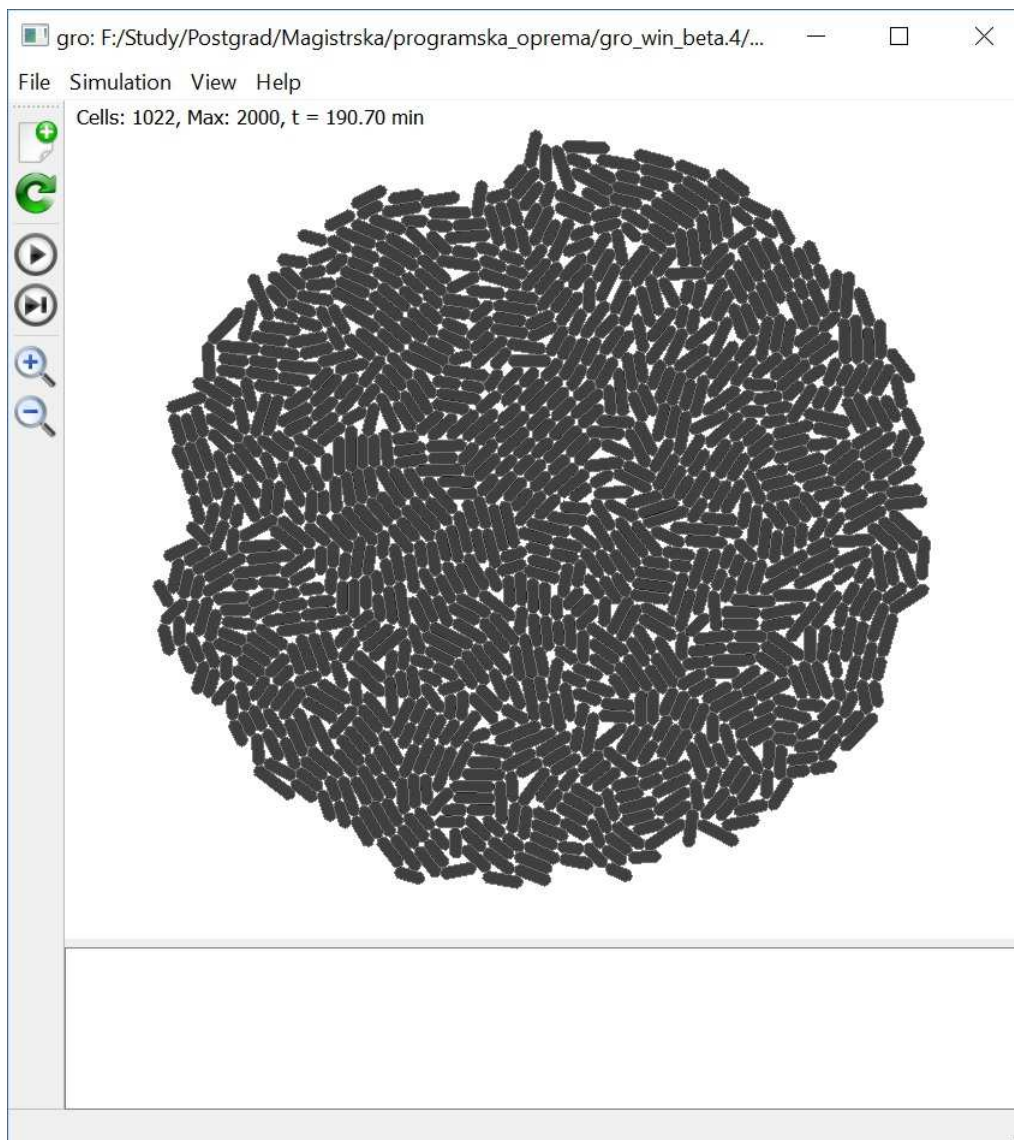 gro: F:/Study/Postgrad/Magistrska/programska_oprema/gro_win_beta.4/...
File Simulation View Help
Cells: 1022, Max: 2000, t = 190.70 min